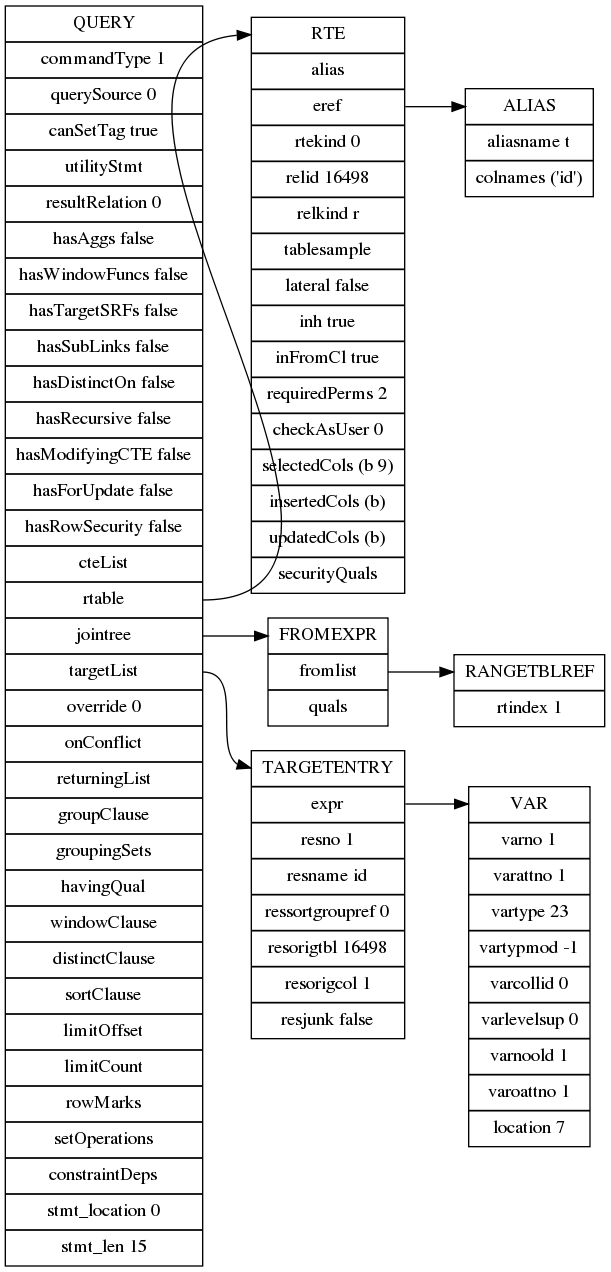 QUERY
commandType 1
querySource 0
canSetTag true
utilityStmt
resultRelation 0
hasAggs false
hasWindowFuncs false
hasTargetSRFs false
hasSubLinks false
hasDistinctOn false
hasRecursive false
hasModifyingCTE false
hasForUpdate false
hasRowSecurity false
cteList
rtable
jointree
targetList
override 0
onConflict
returningList
groupClause
groupingSets
havingQual
windowClause
distinctClause
sortClause
limitOffset
limitCount
rowMarks
setOperations
constraintDeps
stmt_location 0
stmt_len 15
RTE
alias
eref
rtekind 0
relid 16498
relkind r
tablesample
lateral false
inh true
inFromCl true
requiredPerms 2
checkAsUser 0
selectedCols (b 9)
insertedCols (b)
updatedCols (b)
securityQuals
ALIAS
aliasname t
colnames ('id')
FROMEXPR
fromlist
quals
RANGETBLREF
rtindex 1
TARGETENTRY
expr
resno 1
resname id
ressortgroupref 0
resorigtbl 16498
resorigcol 1
resjunk false
VAR
varno 1
varattno 1
vartype 23
vartypmod -1
varcollid 0
varlevelsup 0
varnoold 1
varoattno 1
location 7